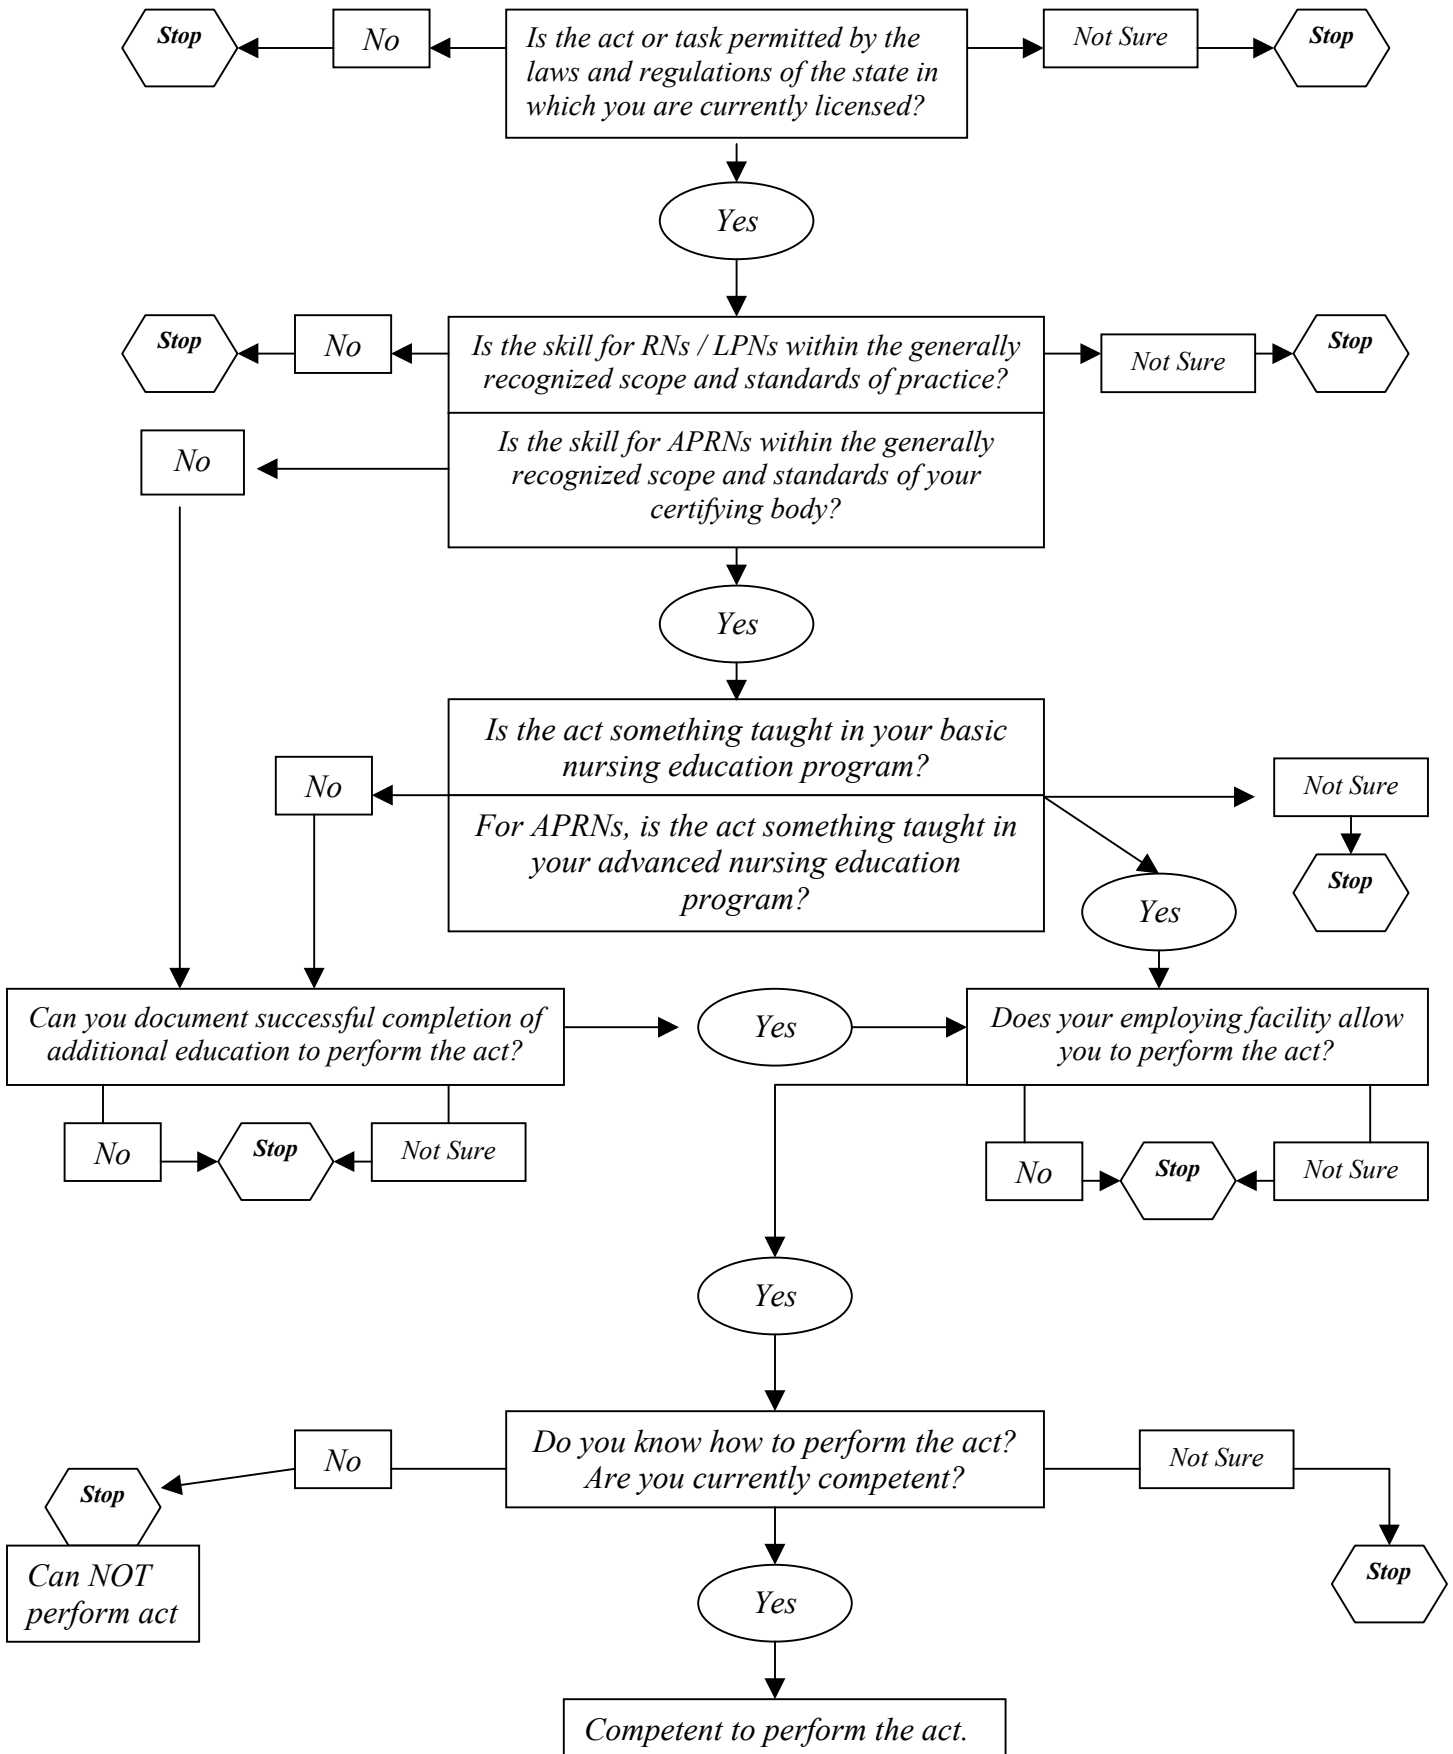 Stop
No
Is the act or task permitted by the
laws and regulations of the state in
which you are currently licensed?
Not Sure
Stop
Yes
Stop
No
Is the skill for RNs / LPNs within the generally
recognized scope and standards of practice?
Not Sure
Stop
No
Is the skill for APRNs within the generally
recognized scope and standards of your
certifying body?
Yes
Is the act something taught in your basic
nursing education program?
No
Not Sure
For APRNs, is the act something taught in
your advanced nursing education
program?
Stop
Yes
Can you document successful completion of
additional education to perform the act?
Yes
Does your employing facility allow
you to perform the act?
No
Stop
Not Sure
No
Stop
Not Sure
Yes
No
Do you know how to perform the act?
Are you currently competent?
Not Sure
Stop
Can NOT
perform act
Stop
Yes
Competent to perform the act.